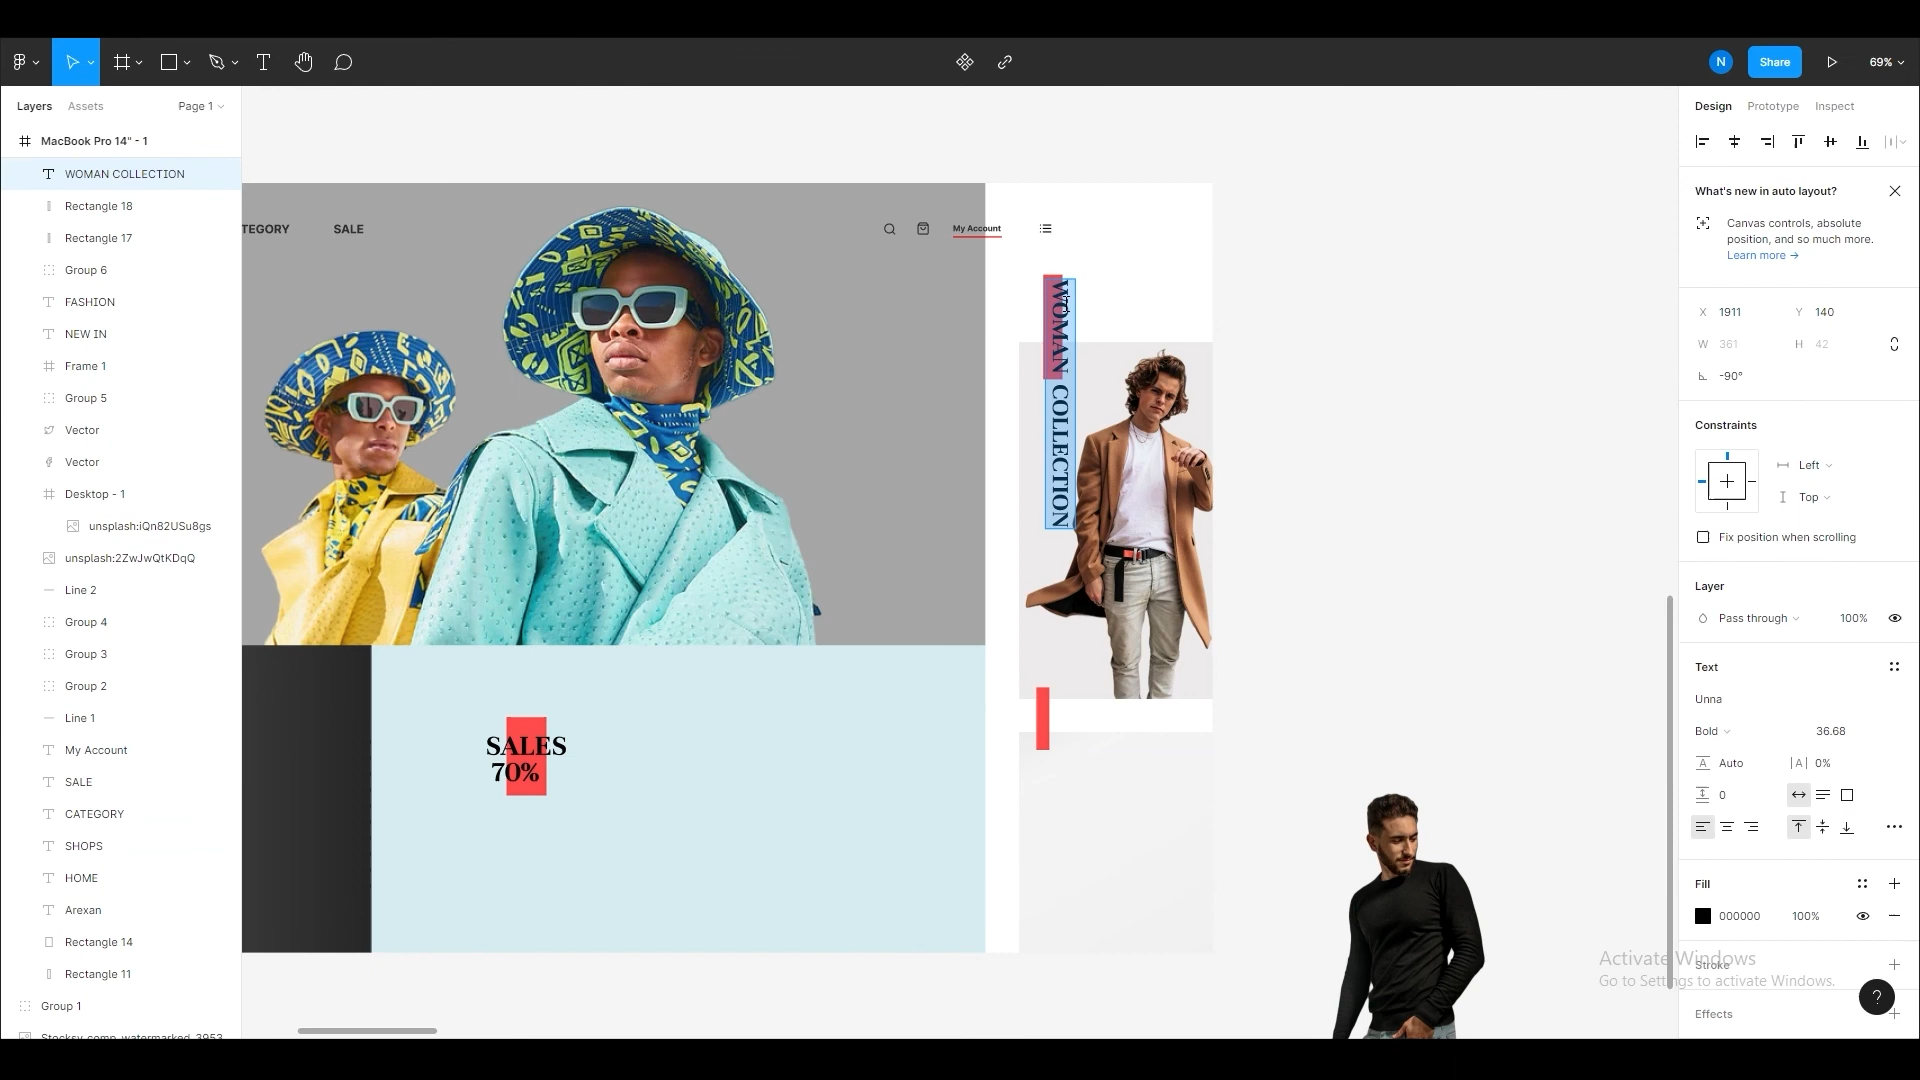 N
Share
69%
Layers
Assets
Page 1
Design
Prototype
Inspect
MacBook Pro 14" - 1
WOMAN COLLECTION
Rectangle 18
Rectangle 17
Group 6
FASHION
NEW IN
Frame 1
Group 5
Vector
Vector
Desktop - 1
unsplash:iQn82USu8gs
unsplash:2ZwJwQtKDqQ
Line 2
Group 4
Group 3
Group 2
Line 1
My Account
SALE
CATEGORY
SHOPS
HOME
Arexan
Rectangle 14
Rectangle 11
Group 1
Stocksy_comp_watermarked_3953
TEGORY
SALE
My Account
WOMAN COLLECTION
SALES
70%
What's new in auto layout?
Canvas controls, absolute
position, and so much more.
Learn more →
X 1911
Y 140
W 361
H 42
-90°
Constraints
Left
Top
Fix position when scrolling
Layer
Pass through
100%
Text
Unna
Bold
36.68
Auto
|A| 0%
0
Fill
000000
100%
Stroke
Activate Windows
Go to Settings to activate Windows.
?
Effects